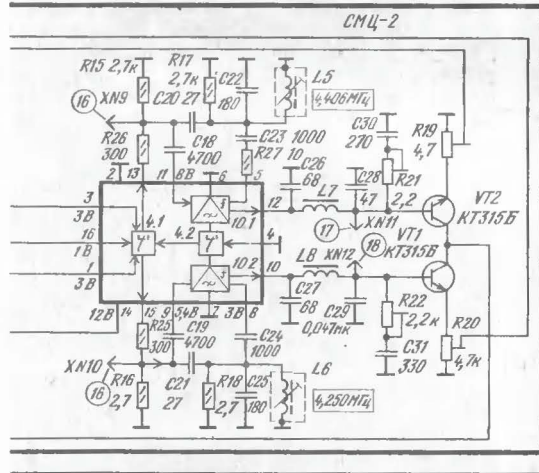 СМЦ-2
R15 2,7к
R17
2,7к
C22
180
L5
4,406МГц
16
XN9
C20 27
C18
4700
R26
300
C23 1000
R27 10
C30
270
R19
4,7
C26
68
C28
47
R21
2,2
2
13
11
8В
6
5
3
3В
4.1
10.1
12
L7
XN11
17
VT2
КТ315Б
16
1В
4.2
4
1
3В
10.2
10
L8
XN12
18
VT1
КТ315Б
12В
14
15
9
5,4В
7
3В
8
R25
300
C19
4700
C24
1000
C27
68
C29
0,047мк
R22
2,2к
R20
4,7к
XN10
16
R16
2,7
C21
27
R18
2,7
C25
180
L6
4,250МГц
C31
330